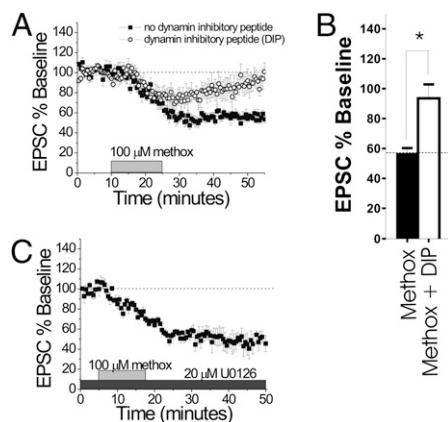 A
no dynamin inhibitory peptide
dynamin inhibitory peptide (DIP)
EPSC % Baseline
140
120
100
80
60
40
20
0
100 μM methox
0 10 20 30 40 50
Time (minutes)
B
*
EPSC % Baseline
140
120
100
80
60
40
20
0
Methox
Methox + DIP
C
EPSC % Baseline
140
120
100
80
60
40
20
0
100 μM methox
20 μM U0126
0 10 20 30 40 50
Time (minutes)